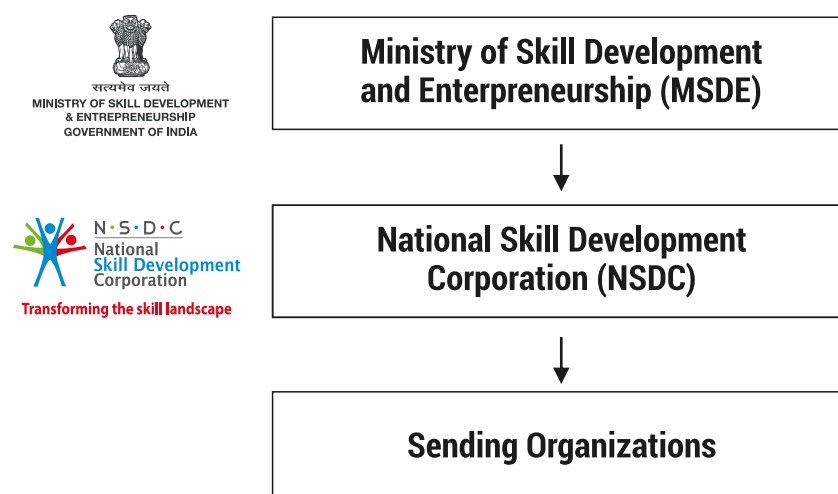 सत्यमेव जयते
MINISTRY OF SKILL DEVELOPMENT
& ENTREPRENEURSHIP
GOVERNMENT OF INDIA
Ministry of Skill Development
and Enterpreneurship (MSDE)
N·S·D·C
National
Skill Development
Corporation
Transforming the skill landscape
National Skill Development
Corporation (NSDC)
Sending Organizations